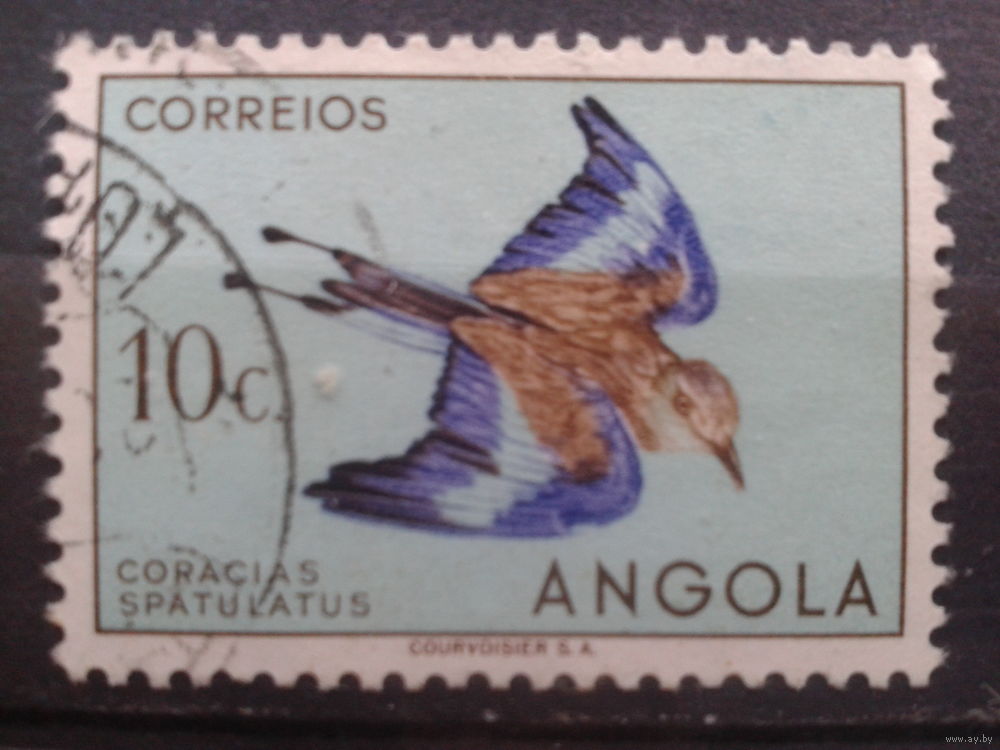 CORREIOS
10c.
CORACIAS
SPATULATUS
ANGOLA
COURVOISIER S. A.
www.ay.by